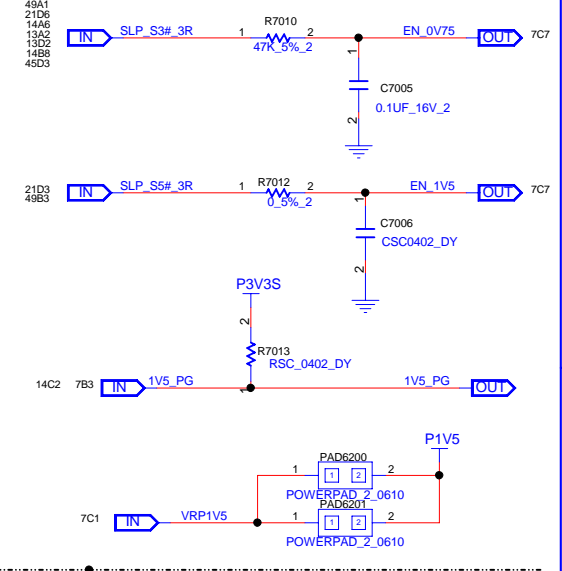 49A1
21D6
14A6
13A2
13D2
14B8
45D3
IN SLP_S3#_3R 1 R7010 2 EN_0V75 OUT 7C7
47K_5%_2
1
C7005
0.1UF_16V_2
2
21D3
49B3
IN SLP_S5#_3R 1 R7012 2 EN_1V5 OUT 7C7
0_5%_2
1
C7006
CSC0402_DY
2
P3V3S
2
R7013
RSC_0402_DY
1
14C2 7B3 IN 1V5_PG 1V5_PG OUT
P1V5
PAD6200
1 1 2 2
POWERPAD_2_0610
PAD6201
7C1 IN VRP1V5 1 1 2 2
POWERPAD_2_0610